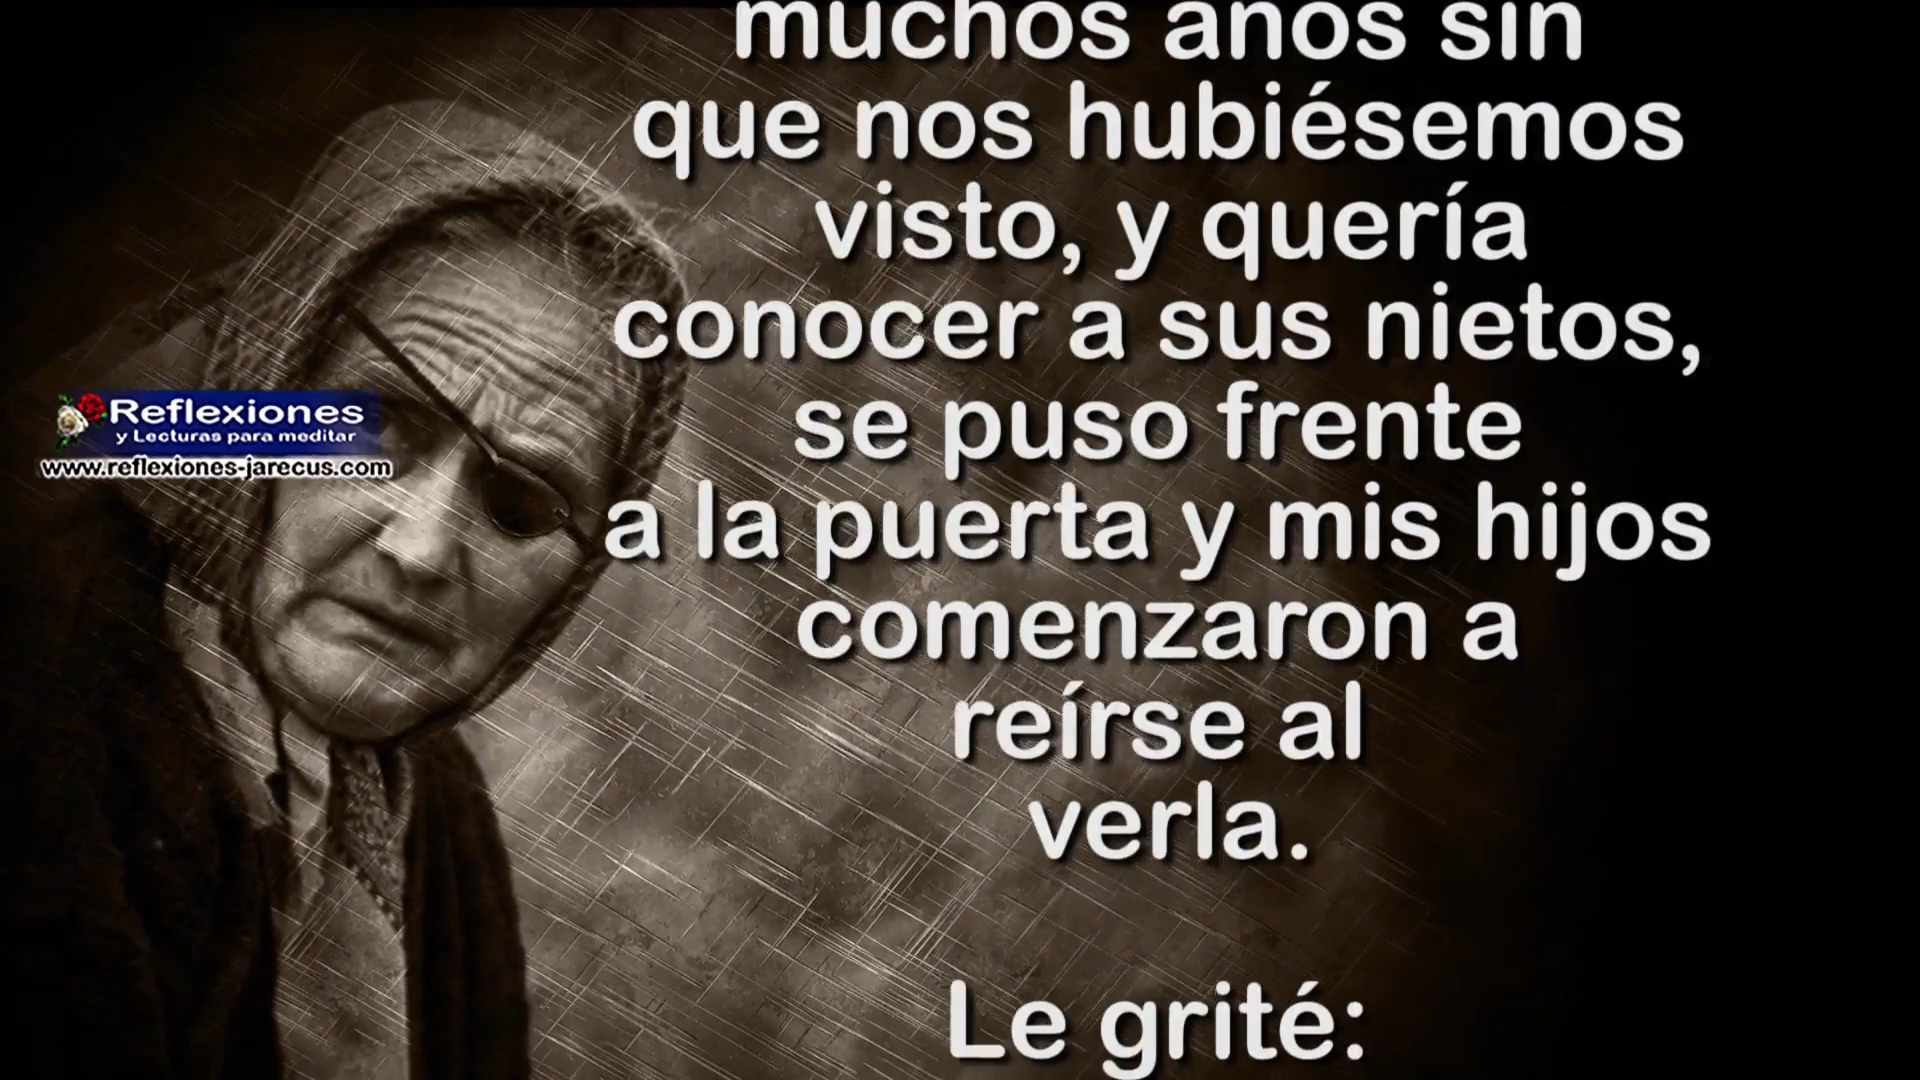 muchos años sin
que nos hubiésemos
visto, y quería
conocer a sus nietos,
se puso frente
a la puerta y mis hijos
comenzaron a
reírse al
verla.
Le grité:
Reflexiones
y Lecturas para meditar
www.reflexiones-jarecus.com